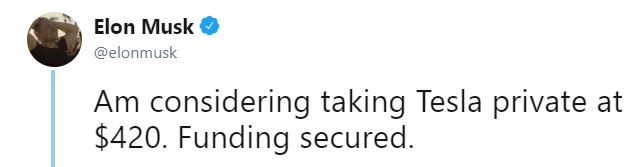 Elon Musk
@elonmusk
Am considering taking Tesla private at
$420. Funding secured.